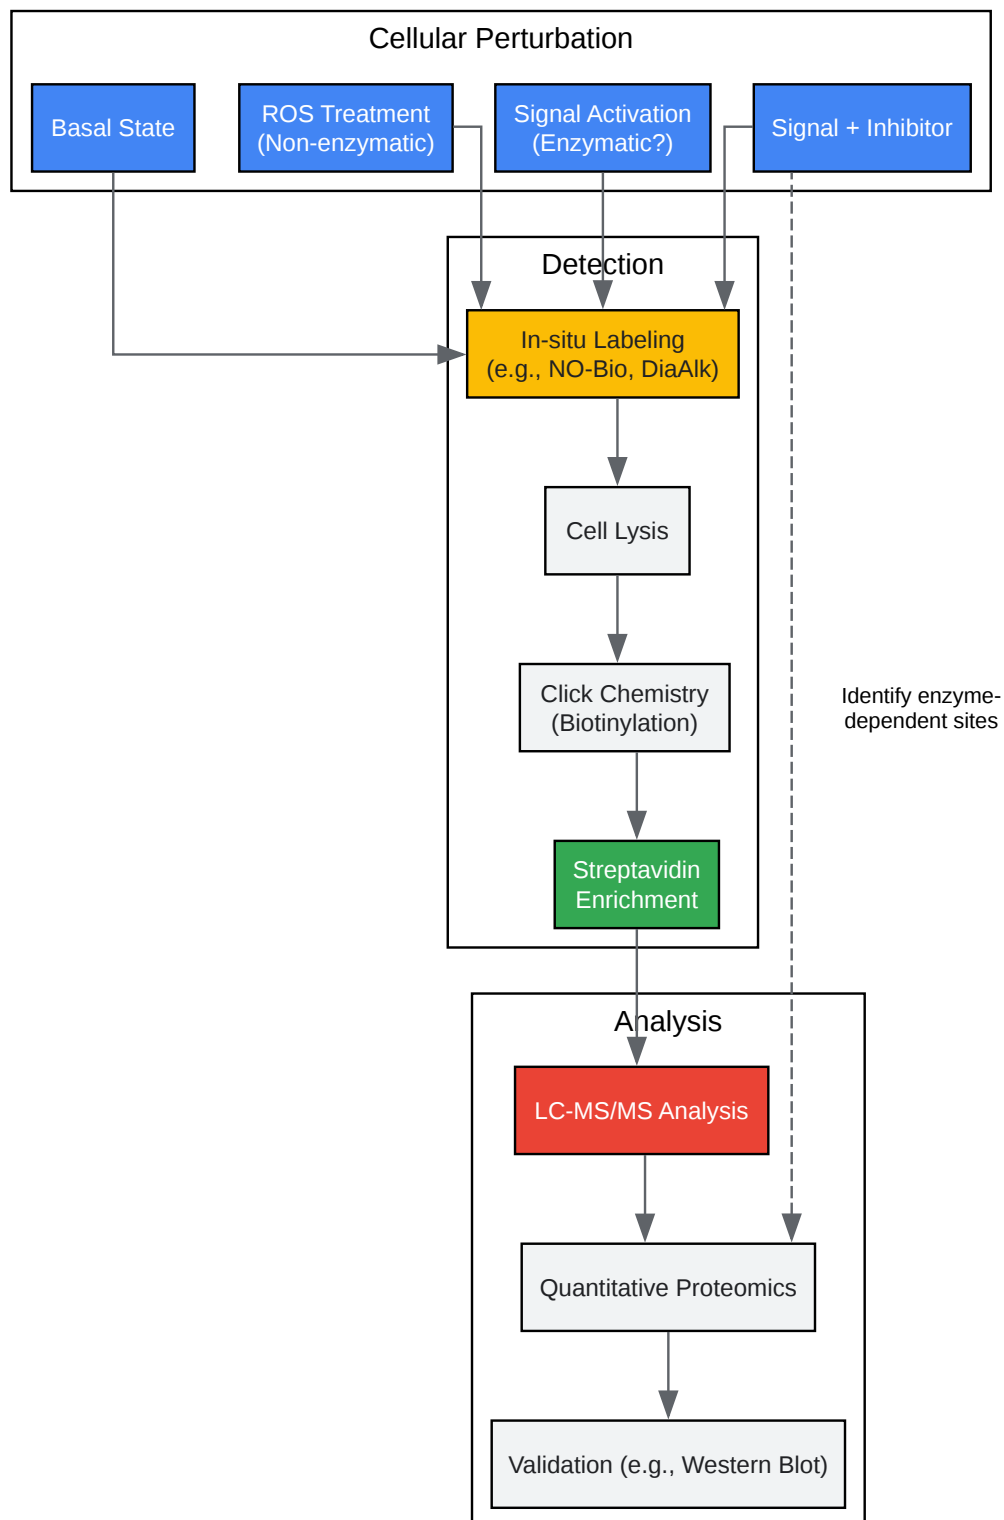 Cellular Perturbation
Basal State
ROS Treatment
(Non-enzymatic)
Signal Activation
(Enzymatic?)
Signal + Inhibitor
Detection
In-situ Labeling
(e.g., NO-Bio, DiaAlk)
Cell Lysis
Click Chemistry
(Biotinylation)
Identify enzyme-
dependent sites
Streptavidin
Enrichment
Analysis
LC-MS/MS Analysis
Quantitative Proteomics
Validation (e.g., Western Blot)